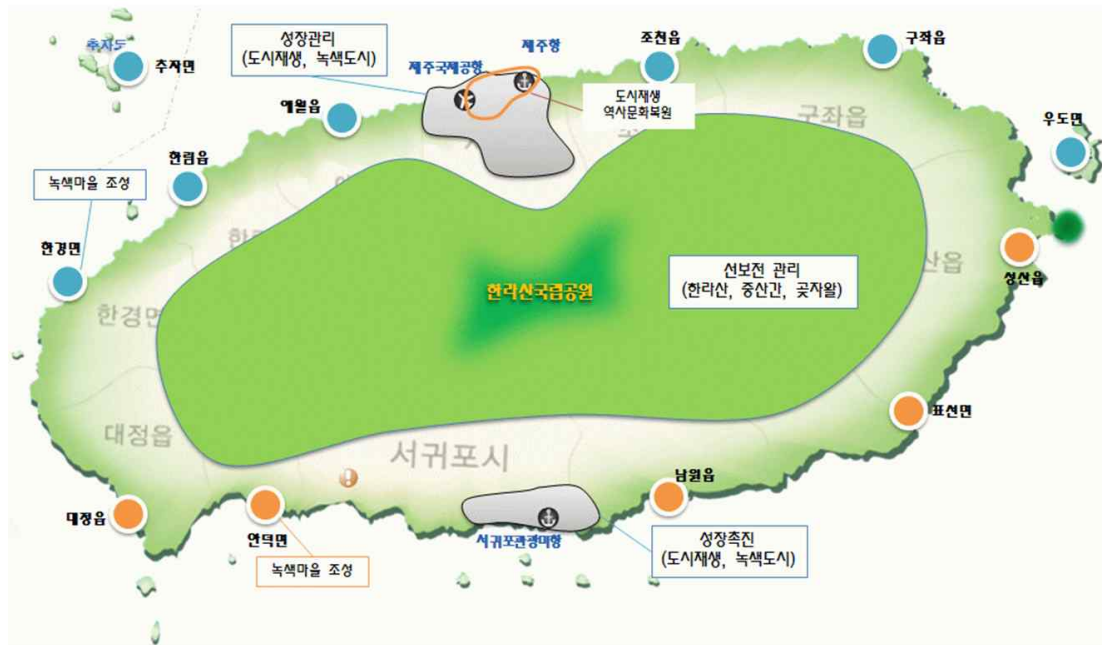 추자도
추자면
성장관리
(도시재생, 녹색도시)
제주항
제주국제공항
조천읍
구좌읍
도시재생
역사문화복원
애월읍
구좌읍
우도면
한림읍
녹색마을 조성
한경면
선보전 관리
(한라산, 중산간, 곶자왈)
산읍
성산읍
한라산국립공원
한경면
표선면
대정읍
서귀포시
남원읍
대정읍
안덕면
서귀포관광미항
성장촉진
(도시재생, 녹색도시)
녹색마을 조성